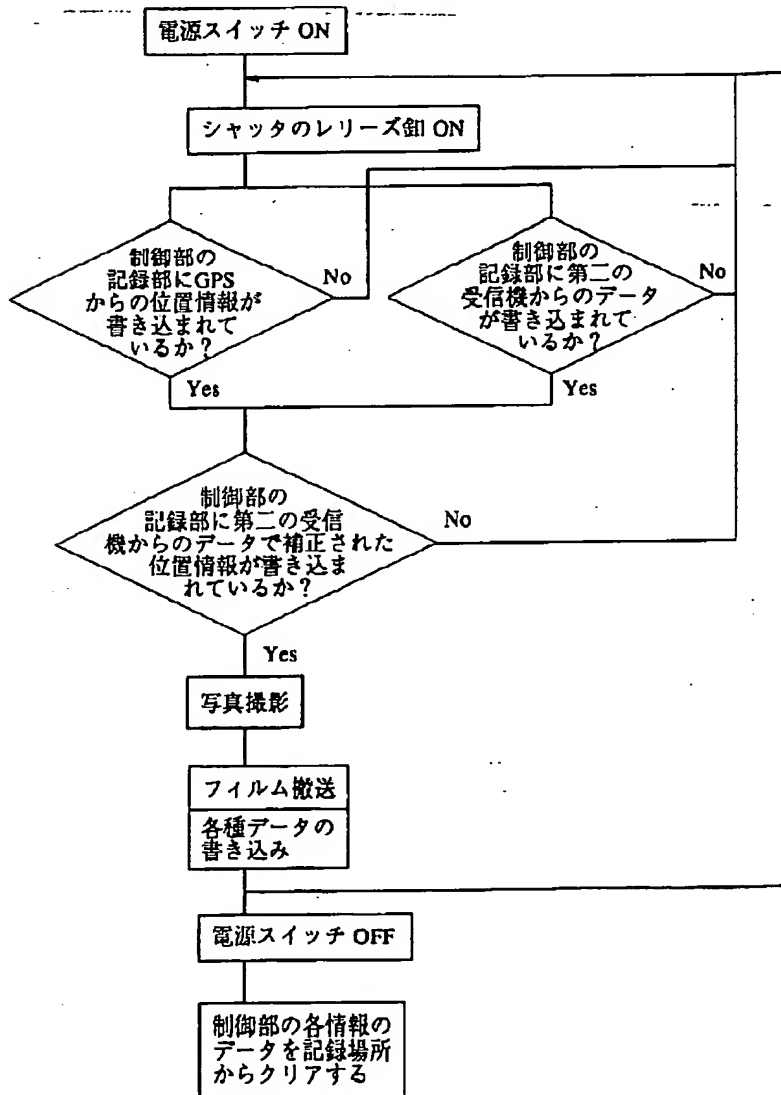 電源スイッチ ON
シャッタのレリーズ釦 ON
制御部の
記録部にGPS
からの位置情報が
書き込まれて
いるか?
No
制御部の
記録部に第二の
受信機からのデータ
が書き込まれて
いるか?
No
Yes
Yes
制御部の
記録部に第二の受信
機からのデータで補正された
位置情報が書き込ま
れているか?
No
Yes
写真撮影
フィルム搬送
各種データの
書き込み
電源スイッチ OFF
制御部の各情報の
データを記録場所
からクリアする